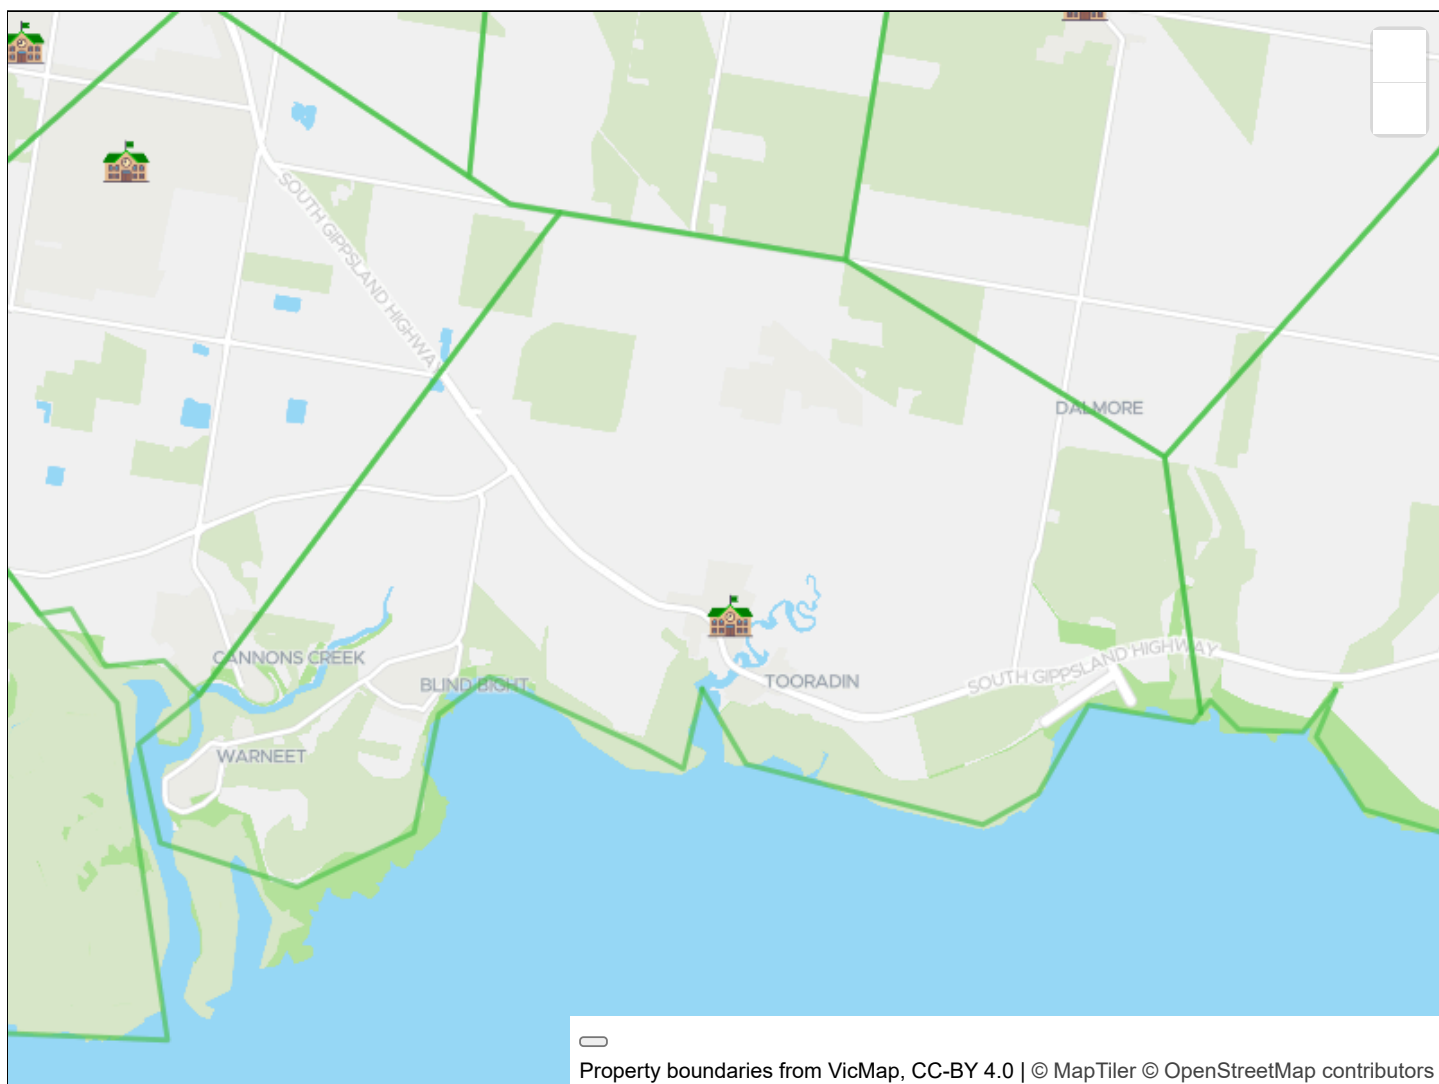 SOUTH GIPPSLAND HIGHWAY
DALMORE
CANNONS CREEK
SOUTH GIPPSLAND HIGHWAY
BLIND BIGHT
TOORADIN
WARNEET
Property boundaries from VicMap, CC-BY 4.0 | © MapTiler © OpenStreetMap contributors